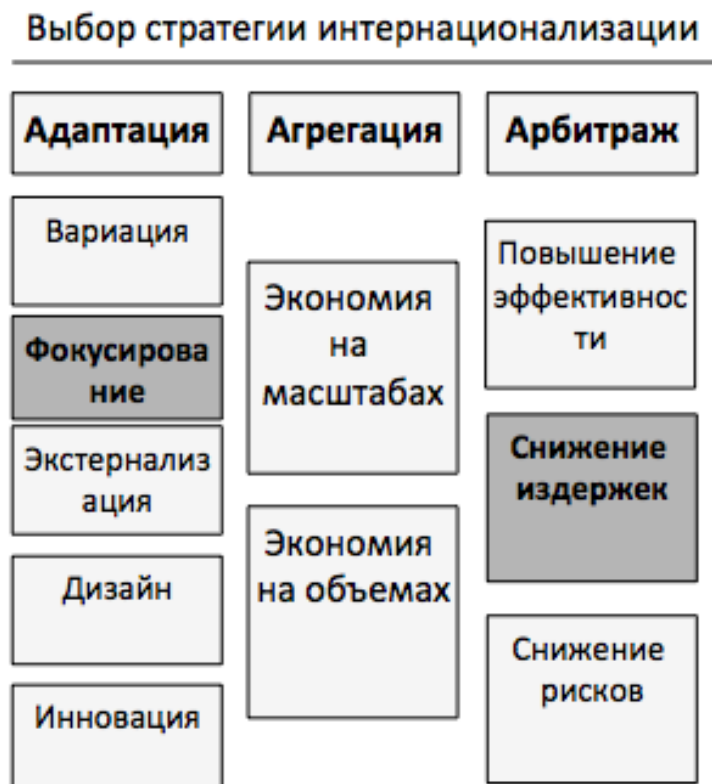 Выбор стратегии интернационализации
Адаптация
Агрегация
Арбитраж
Вариация
Фокусирова
ние
Экстернализ
ация
Дизайн
Инновация
Экономия
на
масштабах
Экономия
на объемах
Повышение
эффективнос
ти
Снижение
издержек
Снижение
рисков